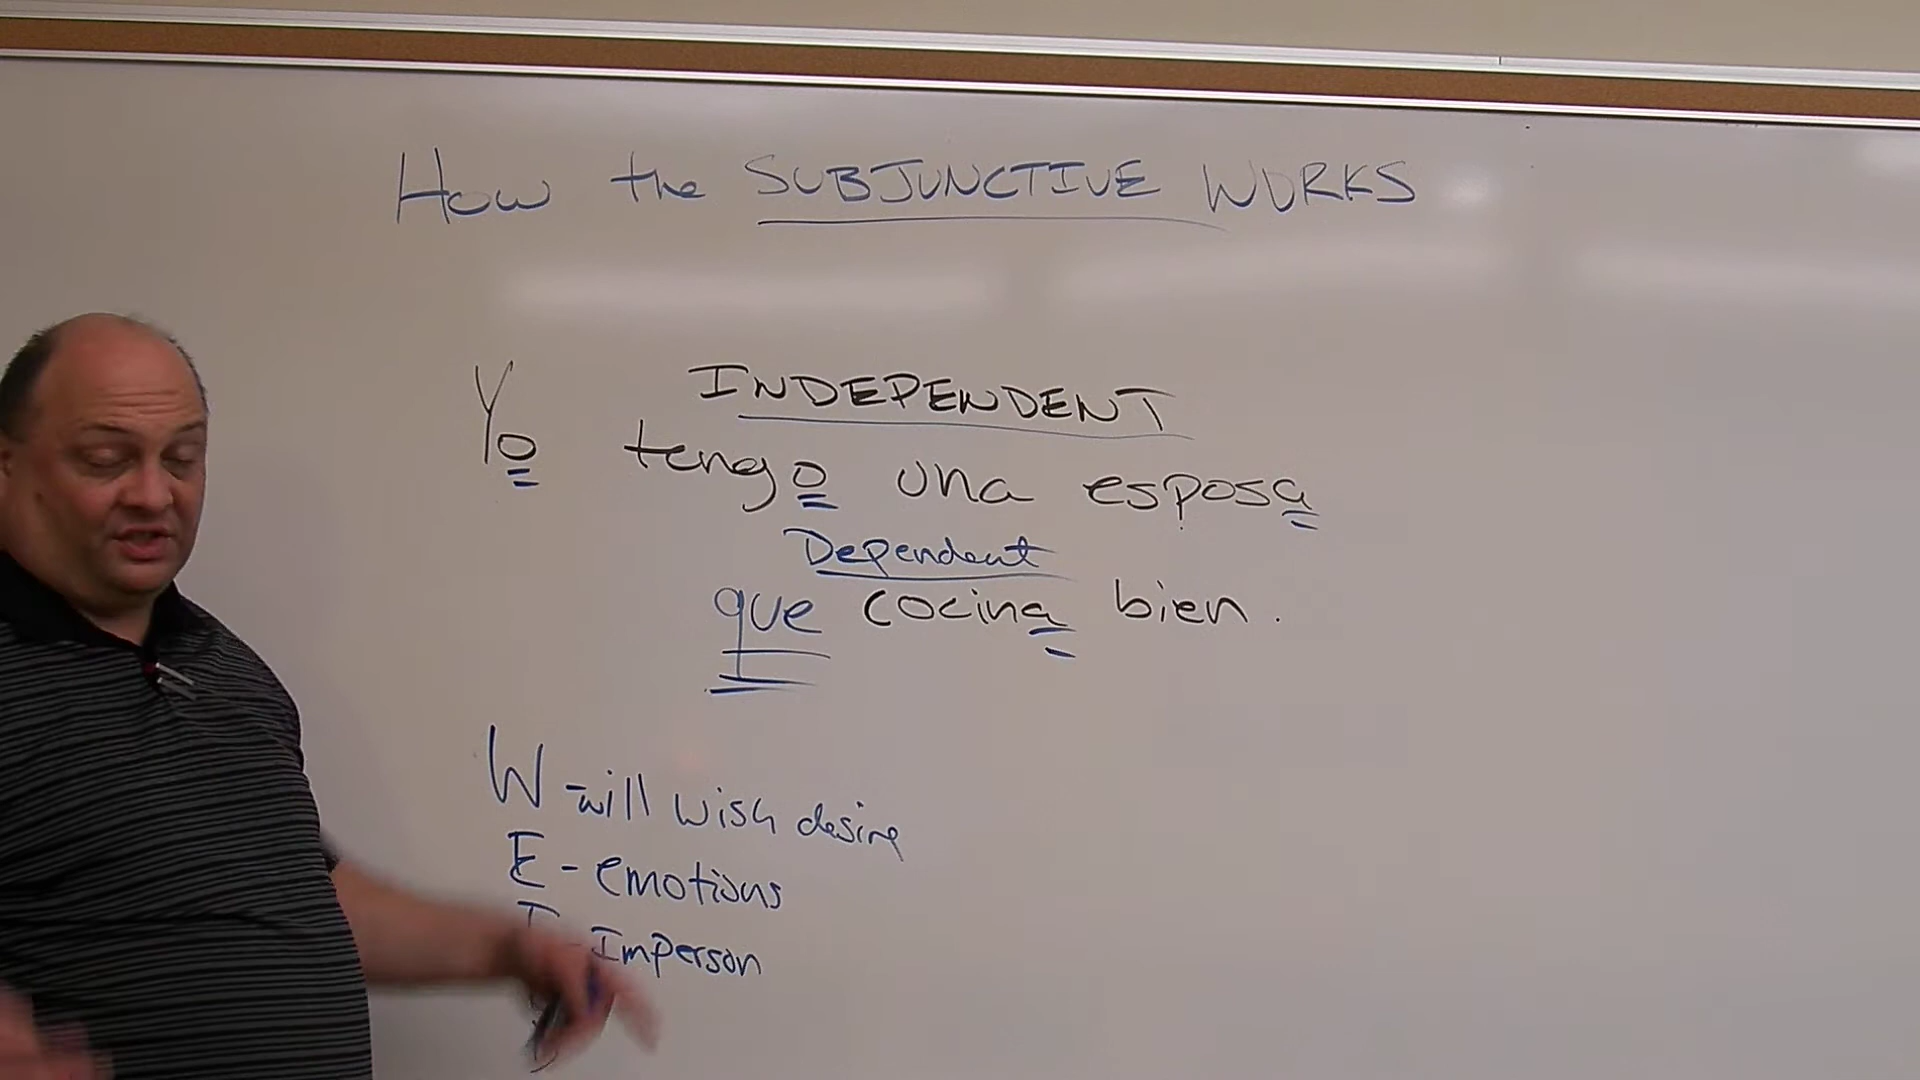 How the SUBJUNCTIVE WORKS
INDEPENDENT
Yo tengo una esposa
Dependent
que cocina bien.
W - will wish desire
E - emotions
I - Imperson